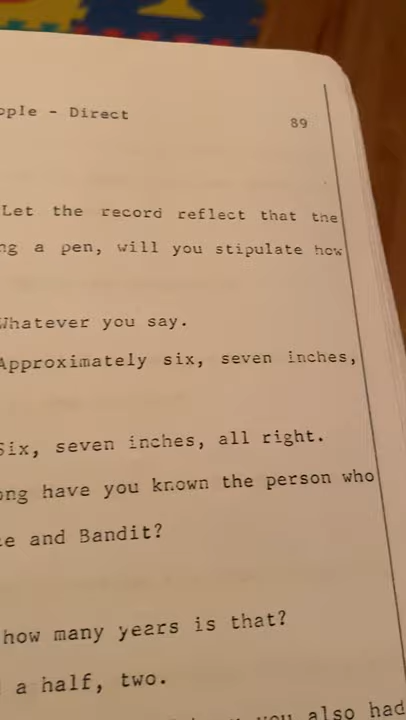 ople - Direct
89
Let the record reflect that the
ng a pen, will you stipulate how
Whatever you say.
Approximately six, seven inches,
Six, seven inches, all right.
ong have you known the person who
e and Bandit?
how many years is that?
a half, two.
you also had